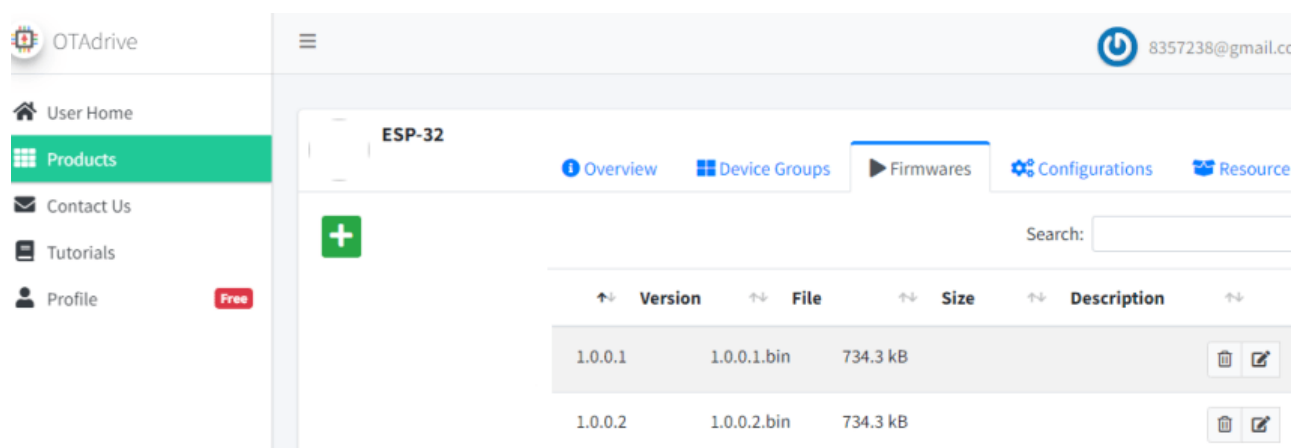 OTAdrive
8357238@gmail.co
User Home
Products
Contact Us
Tutorials
Profile Free
ESP-32
Overview Device Groups Firmwares Configurations Resource
Search:
Version File Size Description
1.0.0.1 1.0.0.1.bin 734.3 kB
1.0.0.2 1.0.0.2.bin 734.3 kB